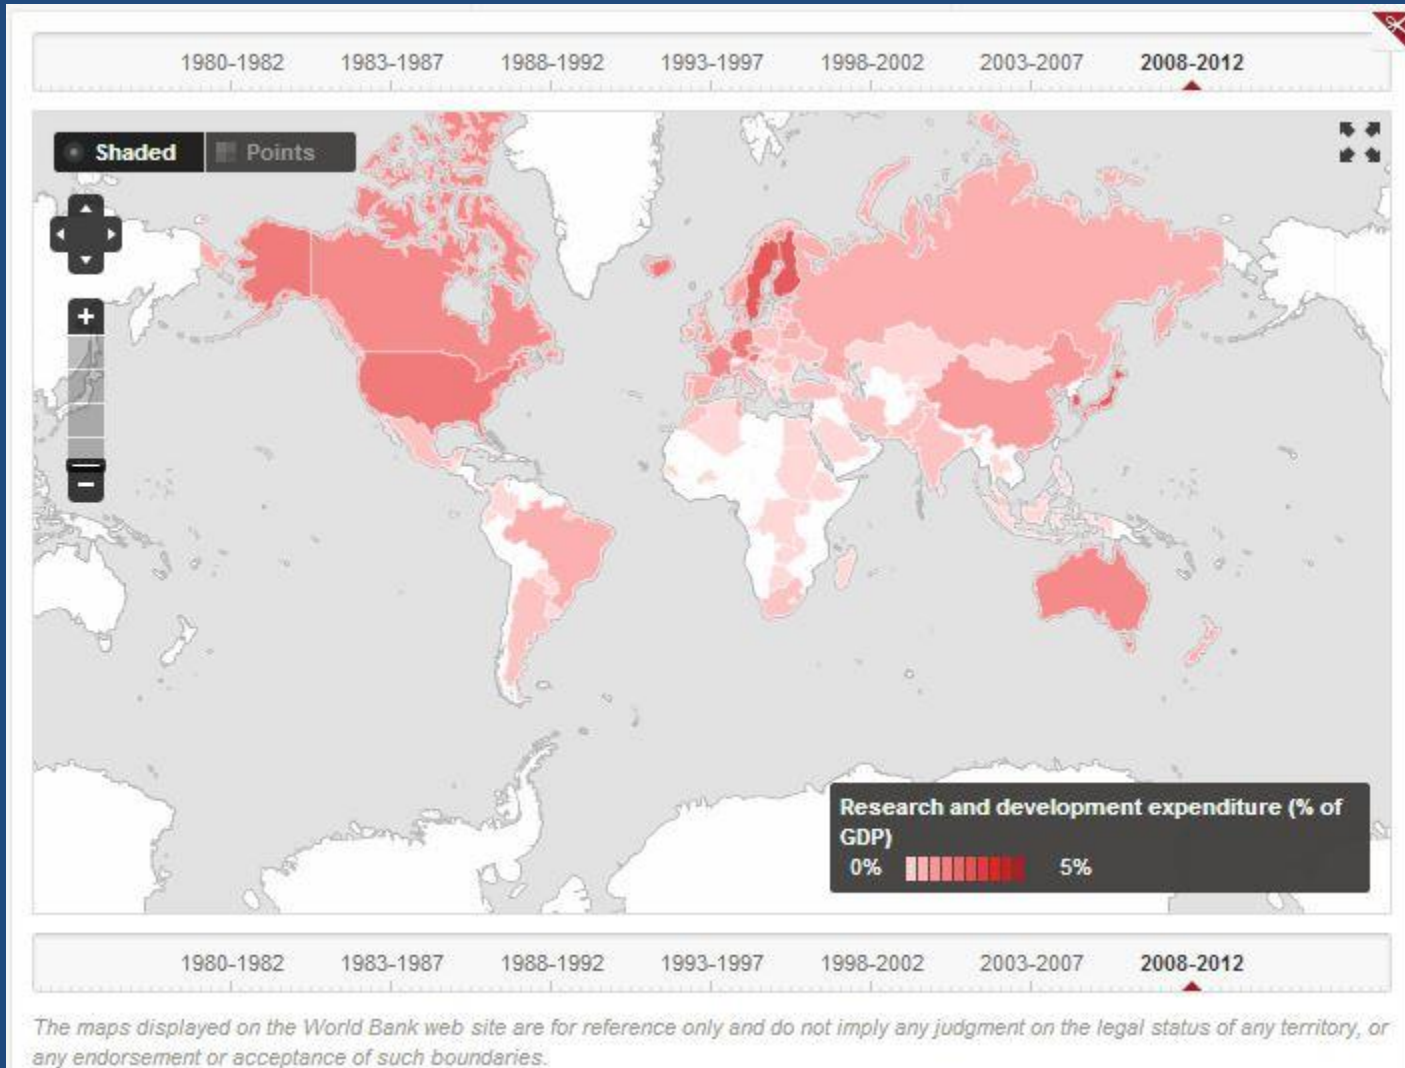 1980-1982 1983-1987 1988-1992 1993-1997 1998-2002 2003-2007 2008-2012
Shaded Points
+
−
Research and development expenditure (% of
GDP)
0% 5%
1980-1982 1983-1987 1988-1992 1993-1997 1998-2002 2003-2007 2008-2012
The maps displayed on the World Bank web site are for reference only and do not imply any judgment on the legal status of any territory, or
any endorsement or acceptance of such boundaries.